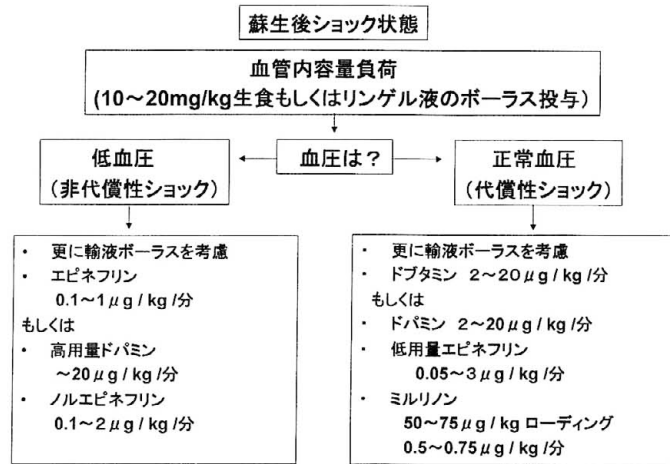 蘇生後ショック状態
血管内容量負荷
(10～20mg/kg生食もしくはリンゲル液のボーラス投与)
血圧は？
低血圧
（非代償性ショック）
正常血圧
（代償性ショック）
・ 更に輸液ボーラスを考慮
・ エピネフリン
0.1～1μg / kg /分
もしくは
・ 高用量ドパミン
～20μg / kg /分
・ ノルエピネフリン
0.1～2μg / kg /分
・ 更に輸液ボーラスを考慮
・ ドブタミン 2～20μg / kg /分
もしくは
・ ドパミン 2～20μg / kg /分
・ 低用量エピネフリン
0.05～3μg / kg /分
・ ミルリノン
50～75μg / kg ローディング
0.5～0.75μg / kg /分